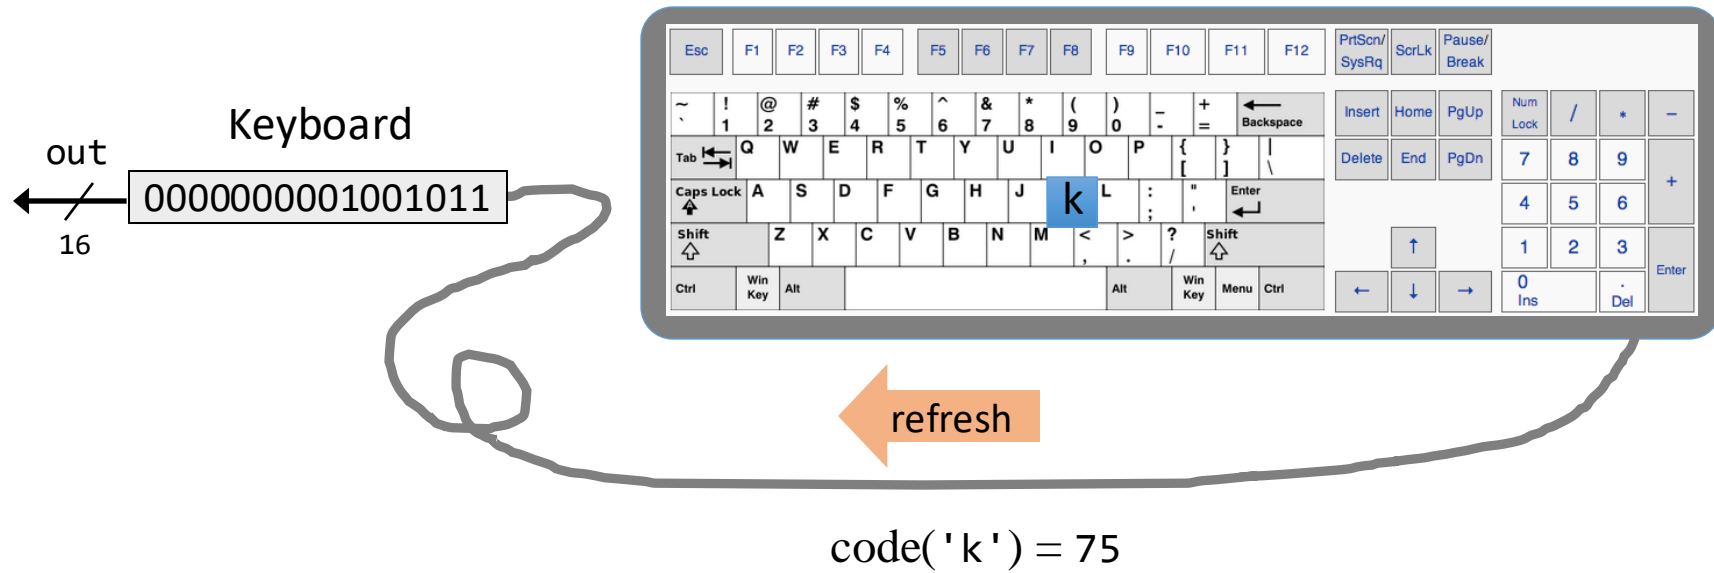 Keyboard
out
0000000001001011
16
Esc F1 F2 F3 F4 F5 F6 F7 F8 F9 F10 F11 F12 PrtScn/ SysRq ScrLk Pause/ Break
~ ` ! 1 @ 2 # 3 $ 4 % 5 ^ 6 & 7 * 8 ( 9 ) 0 _ - + = Backspace Insert Home PgUp Num Lock / * –
Tab Q W E R T Y U I O P { [ } ] | \ Delete End PgDn 7 8 9 +
Caps Lock A S D F G H J k L : ; " ' Enter 4 5 6
Shift Z X C V B N M < , > . ? / Shift ↑ 1 2 3 Enter
Ctrl Win Key Alt Alt Win Key Menu Ctrl ← ↓ → 0 Ins . Del
refresh
code('k') = 75